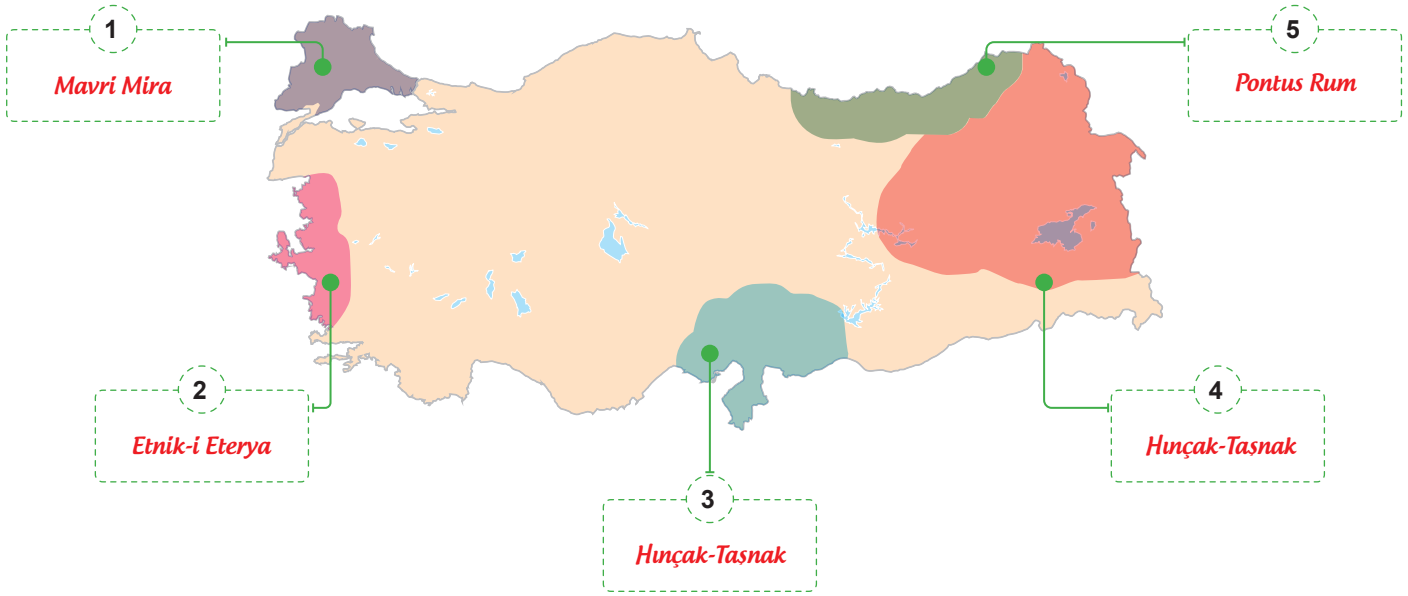 1
Mavri Mira
5
Pontus Rum
2
Etnik-i Eterya
4
Hınçak-Taşnak
3
Hınçak-Taşnak